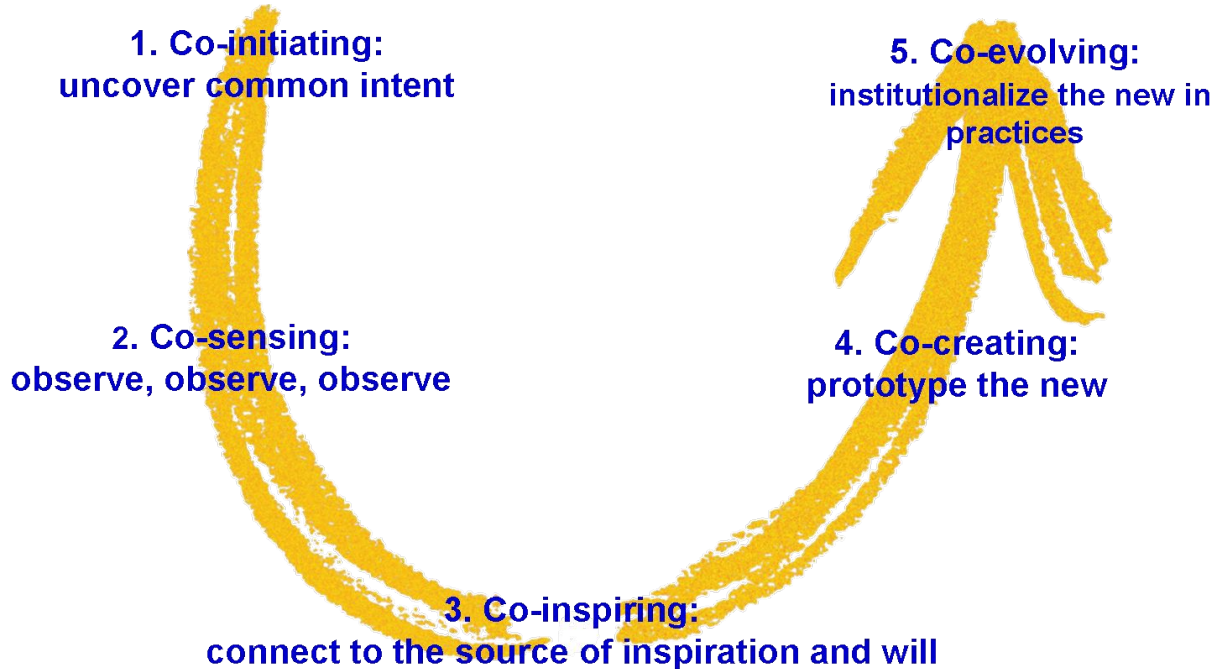 1. Co-initiating:
uncover common intent
2. Co-sensing:
observe, observe, observe
3. Co-inspiring:
connect to the source of inspiration and will
4. Co-creating:
prototype the new
5. Co-evolving:
institutionalize the new in
practices